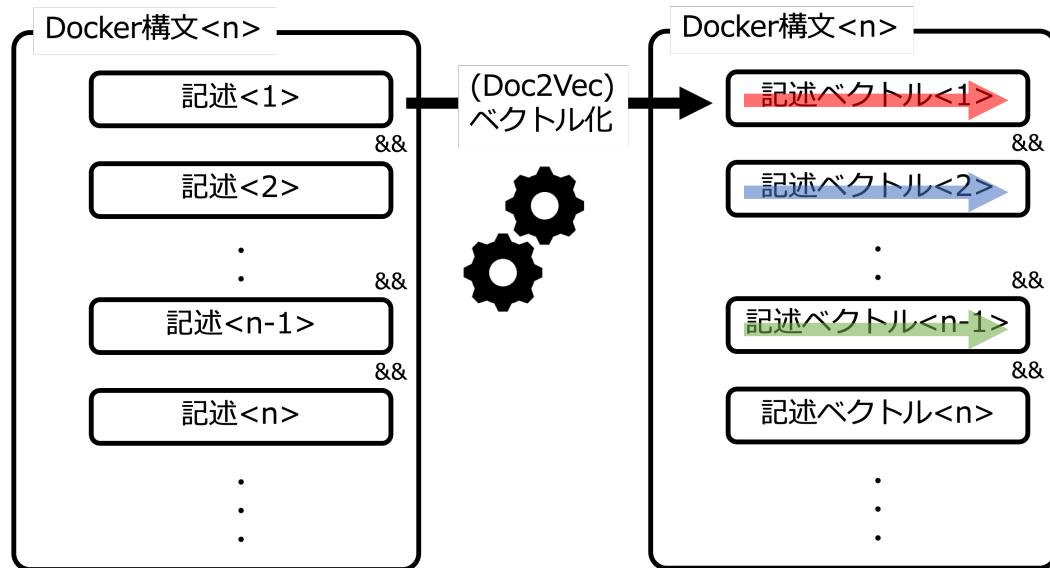 Docker構文<n>
記述<1>
&&
記述<2>
・
・
&&
記述<n-1>
&&
記述<n>
・
・
・
(Doc2Vec)
ベクトル化
Docker構文<n>
記述ベクトル<1>
&&
記述ベクトル<2>
・
・
&&
記述ベクトル<n-1>
&&
記述ベクトル<n>
・
・
・